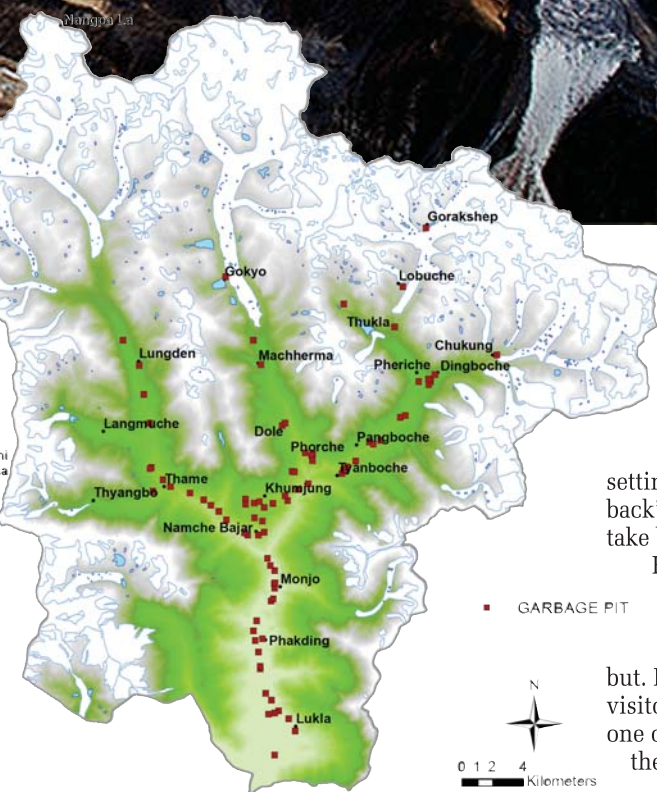 Nangpa La
Gorakshep
Gokyo
Lobuche
Thukla
Chukung
Lungden
Machherma
Pheriche
Dingboche
Langmuche
Dole
Phorche
Pangboche
Tyanboche
Thame
Thyangbo
Khumjung
Namche Bajar
Monjo
Phakding
Lukla
GARBAGE PIT
N
0 1 2 4
Kilometers
settin
back
take
but. I
visito
one o
the